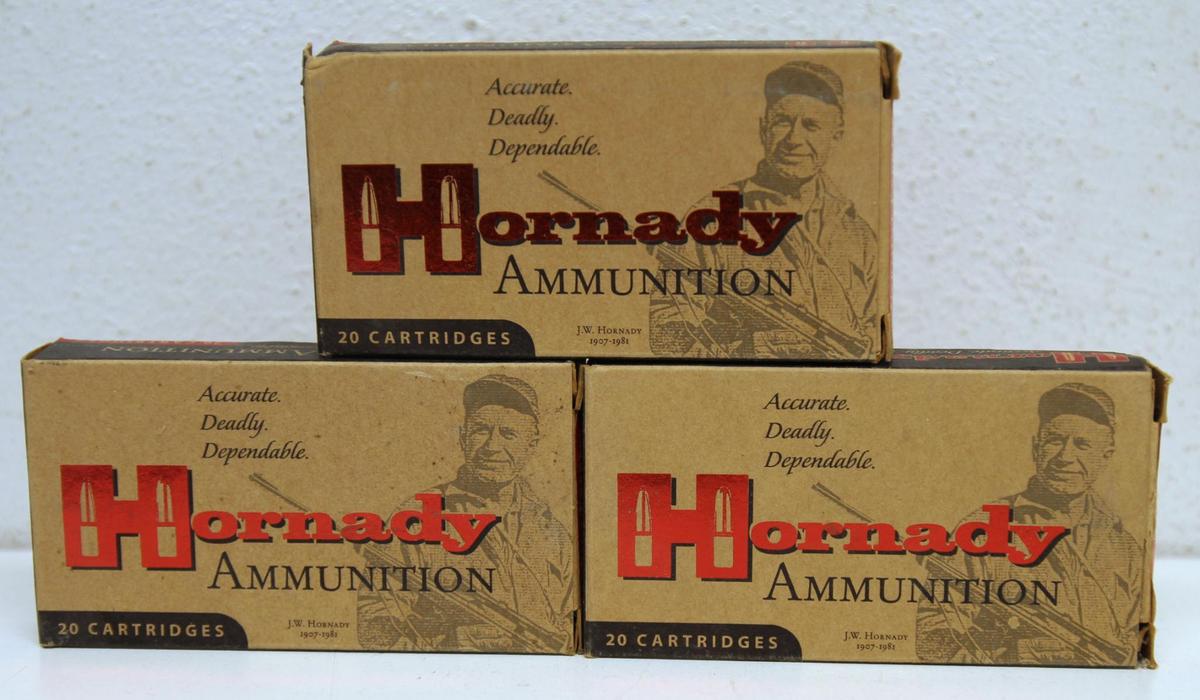 Accurate.
Deadly.
Dependable.
Hornady
AMMUNITION
20 CARTRIDGES
J.W. HORNADY
1907-1981
AMMUNITION
Accurate.
Deadly.
Dependable.
Hornady
AMMUNITION
20 CARTRIDGES
J.W. HORNADY
1907-1981
Accurate.
Deadly.
Dependable.
Hornady
AMMUNITION
20 CARTRIDGES
J.W. HORNADY
1907-1981